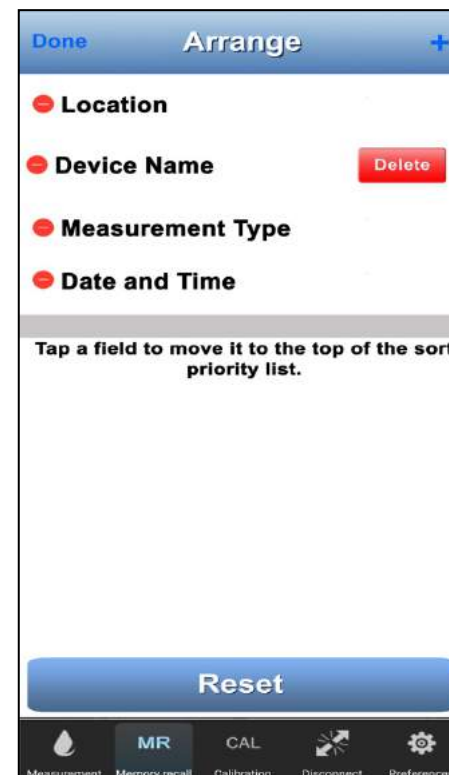 Done Arrange +
Location
Device Name Delete
Measurement Type
Date and Time
Tap a field to move it to the top of the sort
priority list.
Reset
MR CAL
Measurement Memory recall Calibration Disconnect Preference